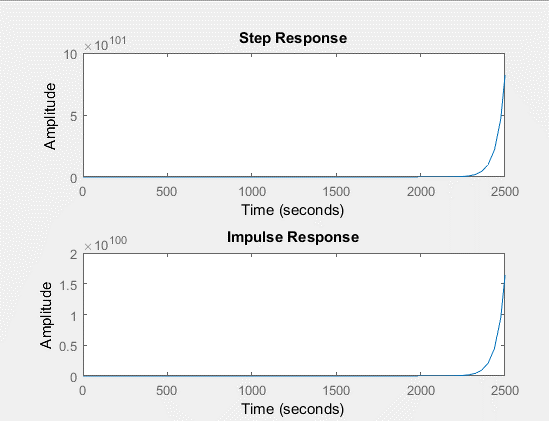 Step Response
×10^101
10
5
0
Amplitude
0 500 1000 1500 2000 2500
Time (seconds)
Impulse Response
×10^100
2
1.5
1
0.5
0
Amplitude
0 500 1000 1500 2000 2500
Time (seconds)